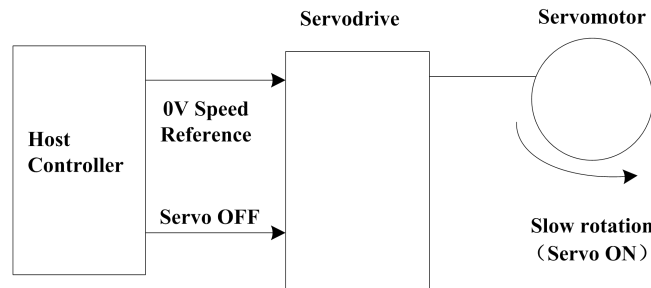 Servodrive
Servomotor
0V Speed
Reference
Host
Controller
Servo OFF
Slow rotation
（Servo ON）